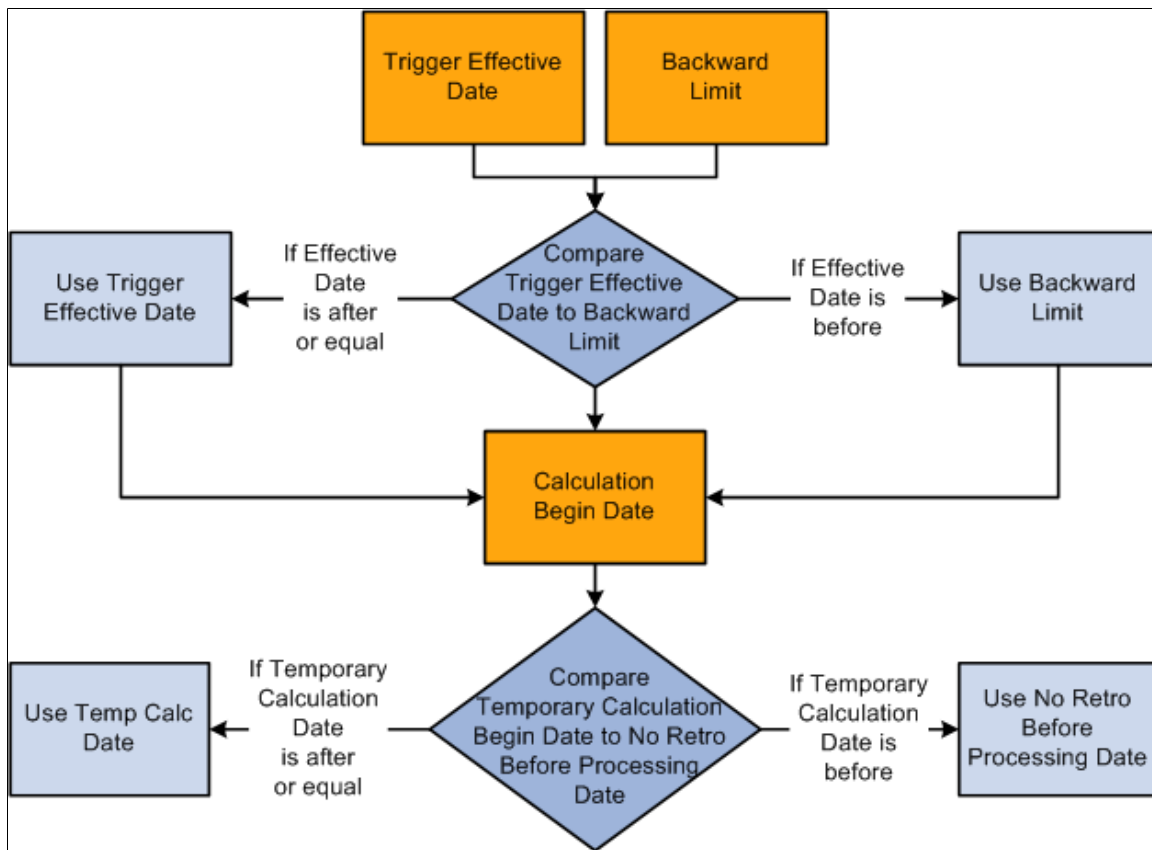 Trigger Effective
Date
Backward
Limit
If Effective
Date
is after
or equal
Compare
Trigger Effective
Date to Backward
Limit
If Effective
Date is
before
Use Trigger
Effective Date
Use Backward
Limit
Calculation
Begin Date
If Temporary
Calculation
Date
is after
or equal
Compare
Temporary Calculation
Begin Date to No Retro
Before Processing
Date
If Temporary
Calculation
Date is
before
Use Temp Calc
Date
Use No Retro
Before
Processing Date